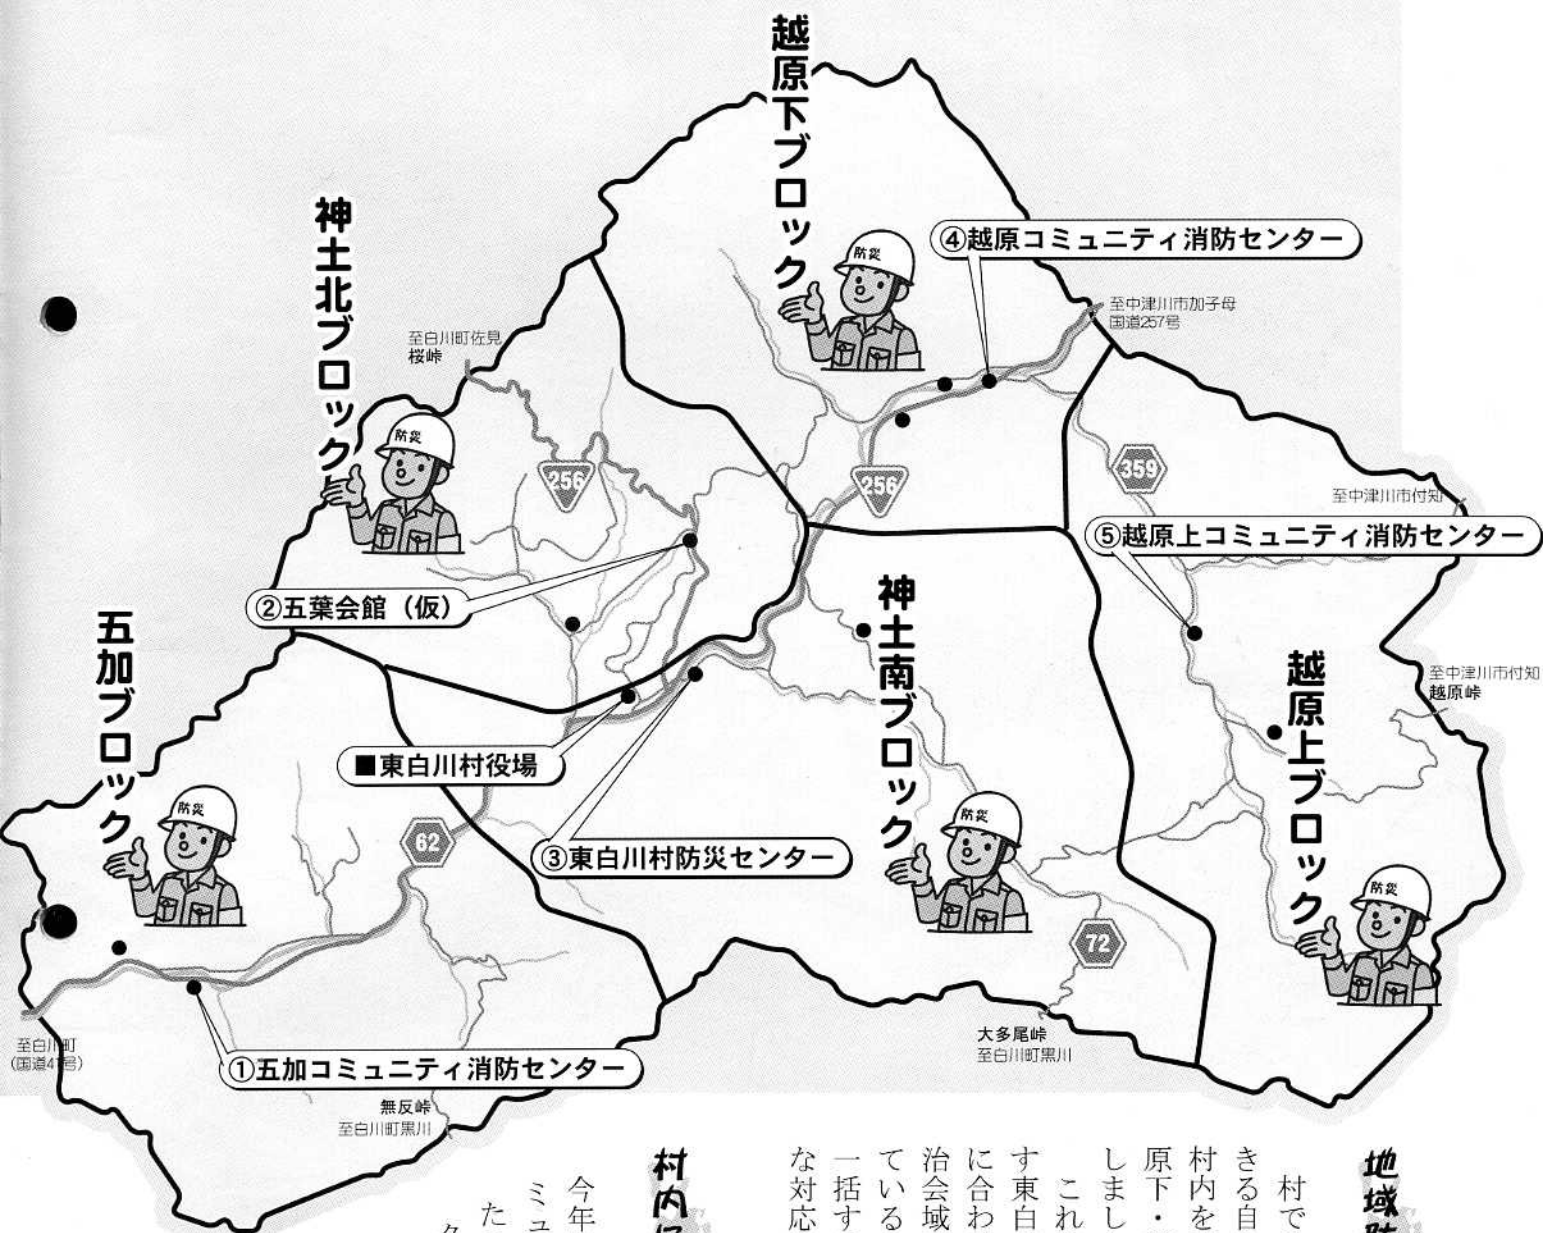 越原下ブロック
神土北ブロック
五加ブロック
神土南ブロック
越原上ブロック
防災
防災
防災
防災
防災
④越原コミュニティ消防センター
至中津川市加子母
国道257号
至白川町佐見
桜峠
256
256
359
至中津川市付知
⑤越原上コミュニティ消防センター
②五葉会館（仮）
至中津川市付知
越原峠
■東白川村役場
62
③東白川村防災センター
72
大多尾峠
至白川町黒川
至白川町
(国道41号)
①五加コミュニティ消防センター
無反峠
至白川町黒川
地域防
村で
きる自
村内を
原下・
しまし
これ
す東白
に合わ
治会域
ている
一括す
な対応
村内
今年
ミュ
た